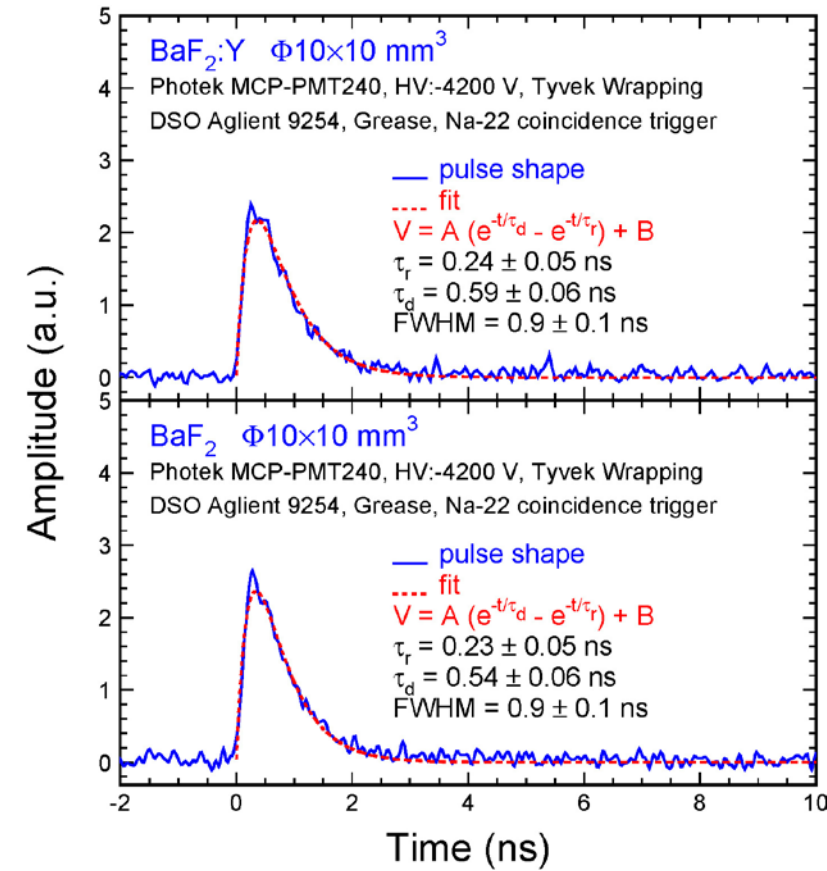 Amplitude (a.u.)
5
4
3
2
1
0
BaF₂:Y Φ10×10 mm³
Photek MCP-PMT240, HV:-4200 V, Tyvek Wrapping
DSO Aglient 9254, Grease, Na-22 coincidence trigger
pulse shape
fit
V = A (e^-t/τd - e^-t/τr) + B
τr = 0.24 ± 0.05 ns
τd = 0.59 ± 0.06 ns
FWHM = 0.9 ± 0.1 ns
5
4
3
2
1
0
BaF₂ Φ10×10 mm³
Photek MCP-PMT240, HV:-4200 V, Tyvek Wrapping
DSO Aglient 9254, Grease, Na-22 coincidence trigger
pulse shape
fit
V = A (e^-t/τd - e^-t/τr) + B
τr = 0.23 ± 0.05 ns
τd = 0.54 ± 0.06 ns
FWHM = 0.9 ± 0.1 ns
-2 0 2 4 6 8 10
Time (ns)